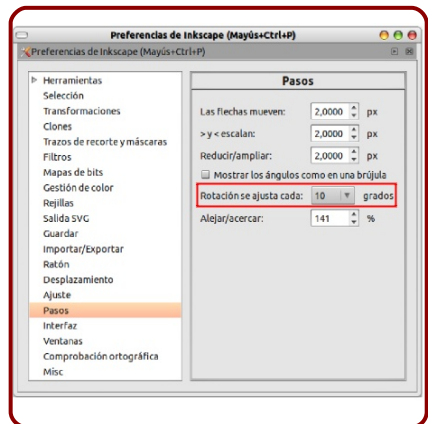 Preferencias de Inkscape (Mayús+Ctrl+P)
Preferencias de Inkscape (Mayús+Ctrl+P)
Herramientas
Selección
Transformaciones
Clones
Trazos de recorte y máscaras
Filtros
Mapas de bits
Gestión de color
Rejillas
Salida SVG
Guardar
Importar/Exportar
Ratón
Desplazamiento
Ajuste
Pasos
Interfaz
Ventanas
Comprobación ortográfica
Misc
Pasos
Las flechas mueven: 2,0000 px
> y < escalan: 2,0000 px
Reducir/ampliar: 2,0000 px
Mostrar los ángulos como en una brújula
Rotación se ajusta cada: 10 grados
Alejar/acercar: 141 %